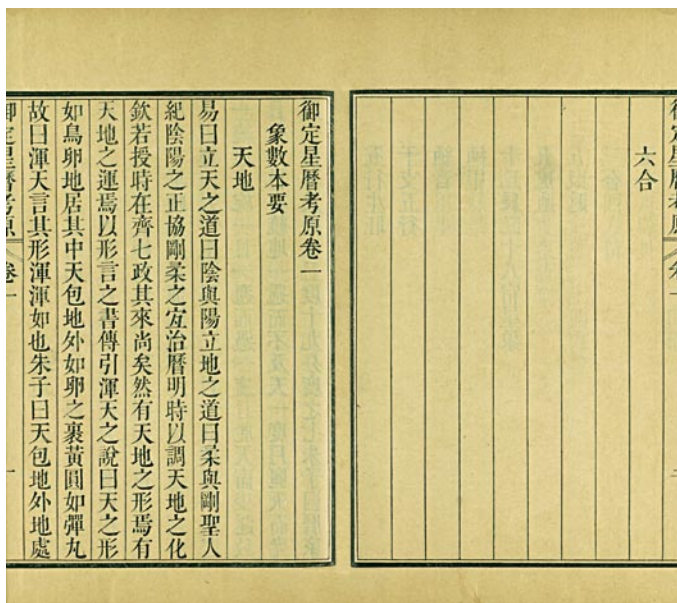 御定星曆考原
六合
御定星曆考原卷一
象數本要
天地
易曰立天之道曰陰與陽立地之道曰柔與剛聖人
紀陰陽之正協剛柔之宜治曆明時以調天地之化
欽若授時在齊七政其來尚矣然有天地之形焉有
天地之運焉以形言之書傳引渾天之說曰天之形
如鳥卵地居其中天包地外如卵之裹黃圓如彈丸
故曰渾天言其形渾渾如也朱子曰天包地外地處
御定星曆考原
卷一
一